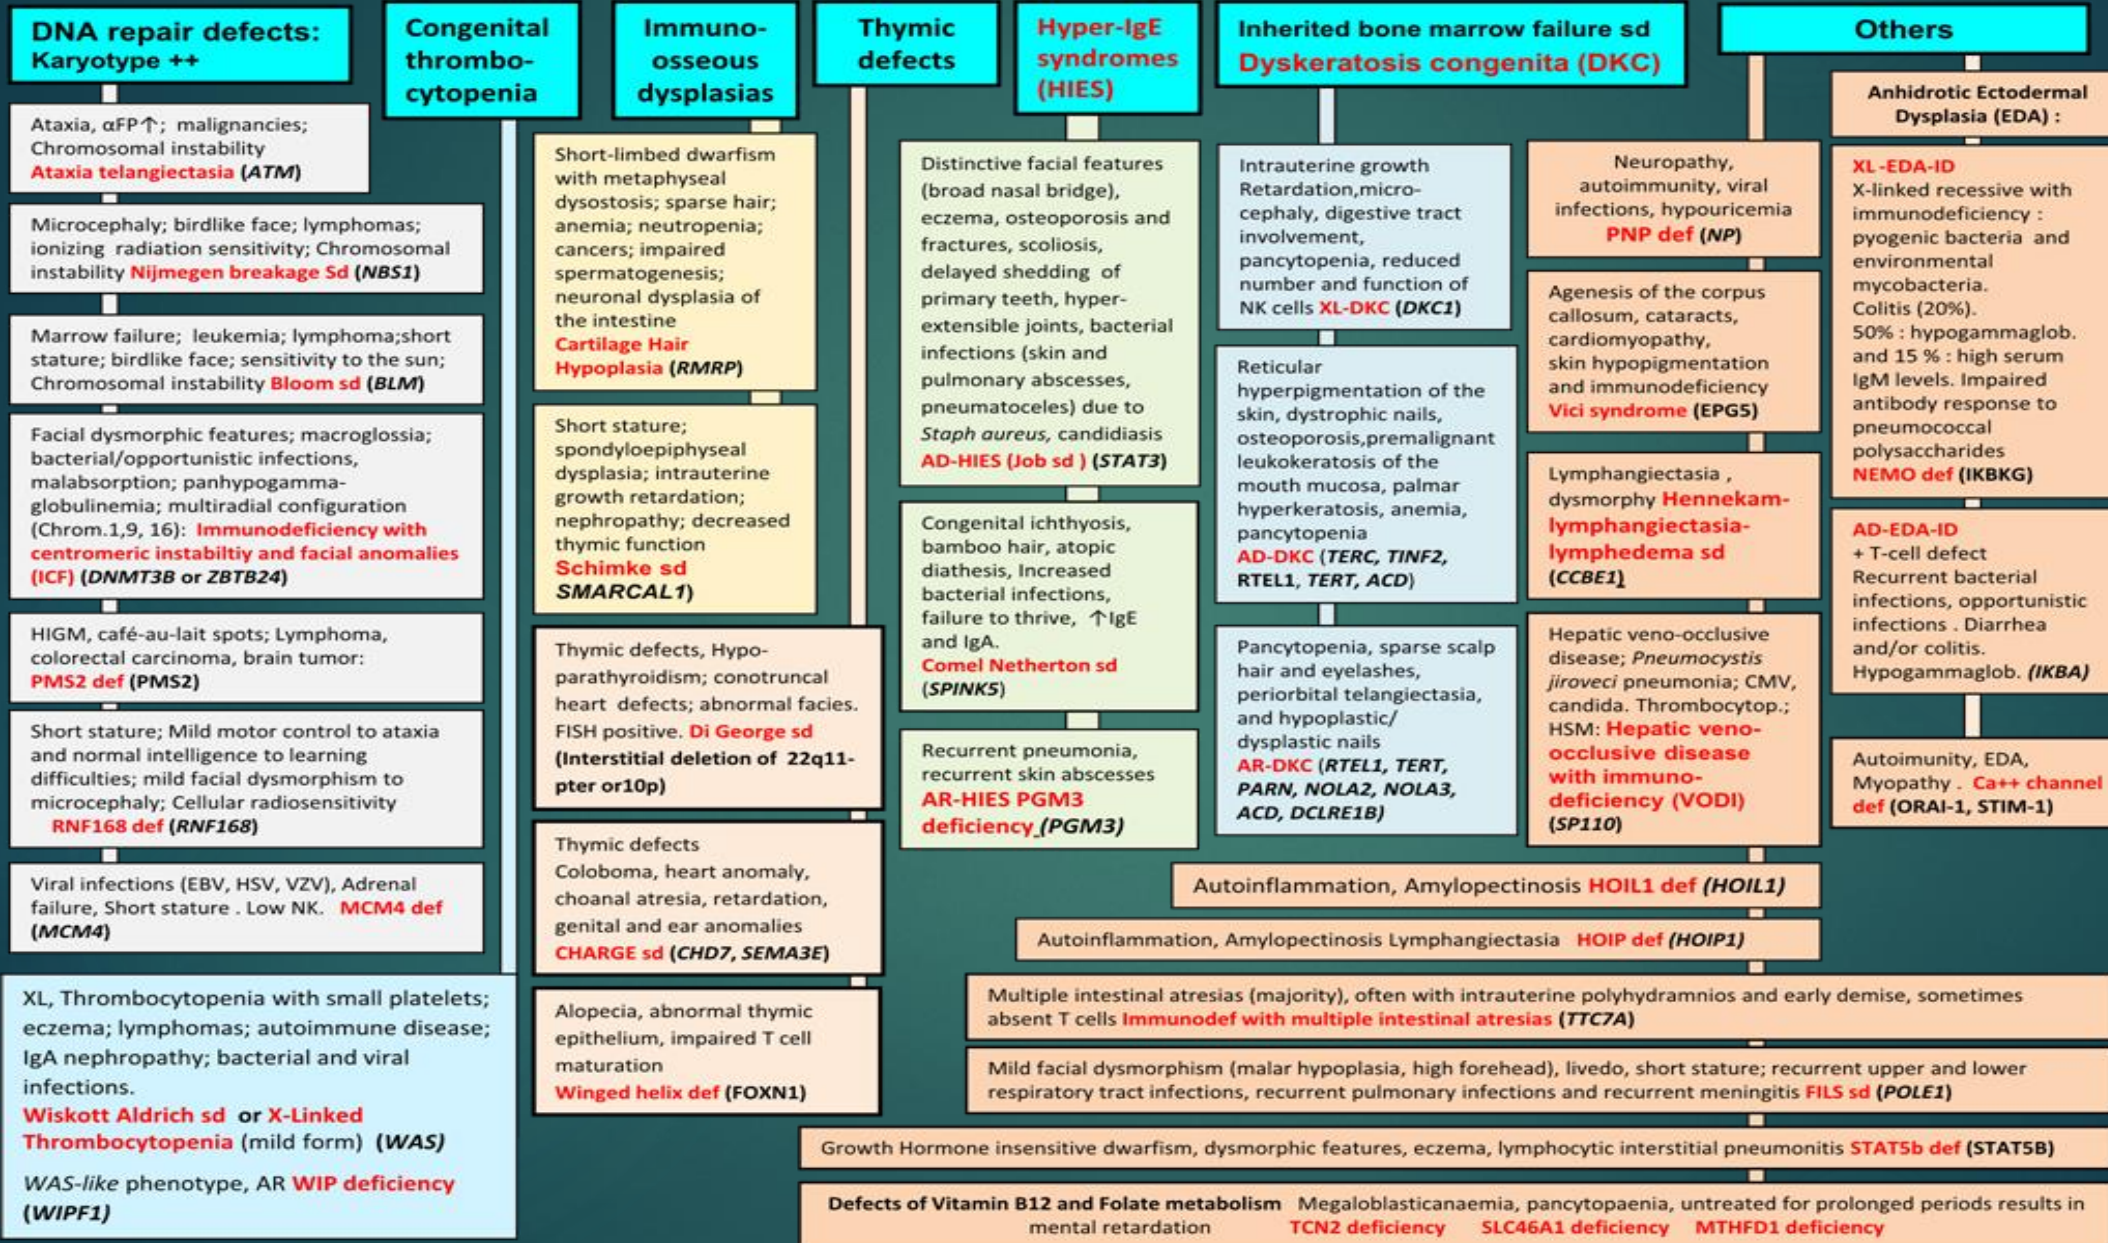 DNA repair defects:
Karyotype ++
Ataxia, αFP↑; malignancies;
Chromosomal instability
Ataxia telangiectasia (ATM)
Microcephaly; birdlike face; lymphomas;
ionizing radiation sensitivity; Chromosomal
instability Nijmegen breakage Sd (NBS1)
Marrow failure; leukemia; lymphoma;short
stature; birdlike face; sensitivity to the sun;
Chromosomal instability Bloom sd (BLM)
Facial dysmorphic features; macroglossia;
bacterial/opportunistic infections,
malabsorption; panhypogamma-
globulinemia; multiradial configuration
(Chrom.1,9, 16): Immunodeficiency with
centromeric instabiltiy and facial anomalies
(ICF) (DNMT3B or ZBTB24)
HIGM, café-au-lait spots; Lymphoma,
colorectal carcinoma, brain tumor:
PMS2 def (PMS2)
Short stature; Mild motor control to ataxia
and normal intelligence to learning
difficulties; mild facial dysmorphism to
microcephaly; Cellular radiosensitivity
RNF168 def (RNF168)
Viral infections (EBV, HSV, VZV), Adrenal
failure, Short stature . Low NK. MCM4 def
(MCM4)
Congenital
thrombo-
cytopenia
XL, Thrombocytopenia with small platelets;
eczema; lymphomas; autoimmune disease;
IgA nephropathy; bacterial and viral
infections.
Wiskott Aldrich sd or X-Linked
Thrombocytopenia (mild form) (WAS)
WAS-like phenotype, AR WIP deficiency
(WIPF1)
Immuno-
osseous
dysplasias
Short-limbed dwarfism
with metaphyseal
dysostosis; sparse hair;
anemia; neutropenia;
cancers; impaired
spermatogenesis;
neuronal dysplasia of
the intestine
Cartilage Hair
Hypoplasia (RMRP)
Short stature;
spondyloepiphyseal
dysplasia; intrauterine
growth retardation;
nephropathy; decreased
thymic function
Schimke sd
SMARCAL1)
Thymic
defects
Thymic defects, Hypo-
parathyroidism; conotruncal
heart defects; abnormal facies.
FISH positive. Di George sd
(Interstitial deletion of 22q11-
pter or10p)
Thymic defects
Coloboma, heart anomaly,
choanal atresia, retardation,
genital and ear anomalies
CHARGE sd (CHD7, SEMA3E)
Alopecia, abnormal thymic
epithelium, impaired T cell
maturation
Winged helix def (FOXN1)
Hyper-IgE
syndromes
(HIES)
Distinctive facial features
(broad nasal bridge),
eczema, osteoporosis and
fractures, scoliosis,
delayed shedding of
primary teeth, hyper-
extensible joints, bacterial
infections (skin and
pulmonary abscesses,
pneumatoceles) due to
Staph aureus, candidiasis
AD-HIES (Job sd ) (STAT3)
Congenital ichthyosis,
bamboo hair, atopic
diathesis, Increased
bacterial infections,
failure to thrive, ↑IgE
and IgA.
Comel Netherton sd
(SPINK5)
Recurrent pneumonia,
recurrent skin abscesses
AR-HIES PGM3
deficiency (PGM3)
Inherited bone marrow failure sd
Dyskeratosis congenita (DKC)
Intrauterine growth
Retardation,micro-
cephaly, digestive tract
involvement,
pancytopenia, reduced
number and function of
NK cells XL-DKC (DKC1)
Reticular
hyperpigmentation of the
skin, dystrophic nails,
osteoporosis,premalignant
leukokeratosis of the
mouth mucosa, palmar
hyperkeratosis, anemia,
pancytopenia
AD-DKC (TERC, TINF2,
RTEL1, TERT, ACD)
Pancytopenia, sparse scalp
hair and eyelashes,
periorbital telangiectasia,
and hypoplastic/
dysplastic nails
AR-DKC (RTEL1, TERT,
PARN, NOLA2, NOLA3,
ACD, DCLRE1B)
Others
Neuropathy,
autoimmunity, viral
infections, hypouricemia
PNP def (NP)
Agenesis of the corpus
callosum, cataracts,
cardiomyopathy,
skin hypopigmentation
and immunodeficiency
Vici syndrome (EPG5)
Lymphangiectasia ,
dysmorphy Hennekam-
lymphangiectasia-
lymphedema sd
(CCBE1)
Hepatic veno-occlusive
disease; Pneumocystis
jiroveci pneumonia; CMV,
candida. Thrombocytop.;
HSM: Hepatic veno-
occlusive disease
with immuno-
deficiency (VODI)
(SP110)
Anhidrotic Ectodermal
Dysplasia (EDA) :
XL-EDA-ID
X-linked recessive with
immunodeficiency :
pyogenic bacteria and
environmental
mycobacteria.
Colitis (20%).
50% : hypogammaglob.
and 15 % : high serum
IgM levels. Impaired
antibody response to
pneumococcal
polysaccharides
NEMO def (IKBKG)
AD-EDA-ID
+ T-cell defect
Recurrent bacterial
infections, opportunistic
infections . Diarrhea
and/or colitis.
Hypogammaglob. (IKBA)
Autoimunity, EDA,
Myopathy . Ca++ channel
def (ORAI-1, STIM-1)
Autoinflammation, Amylopectinosis HOIL1 def (HOIL1)
Autoinflammation, Amylopectinosis Lymphangiectasia HOIP def (HOIP1)
Multiple intestinal atresias (majority), often with intrauterine polyhydramnios and early demise, sometimes
absent T cells Immunodef with multiple intestinal atresias (TTC7A)
Mild facial dysmorphism (malar hypoplasia, high forehead), livedo, short stature; recurrent upper and lower
respiratory tract infections, recurrent pulmonary infections and recurrent meningitis FILS sd (POLE1)
Growth Hormone insensitive dwarfism, dysmorphic features, eczema, lymphocytic interstitial pneumonitis STAT5b def (STAT5B)
Defects of Vitamin B12 and Folate metabolism Megaloblasticanaemia, pancytopaenia, untreated for prolonged periods results in
mental retardation TCN2 deficiency SLC46A1 deficiency MTHFD1 deficiency